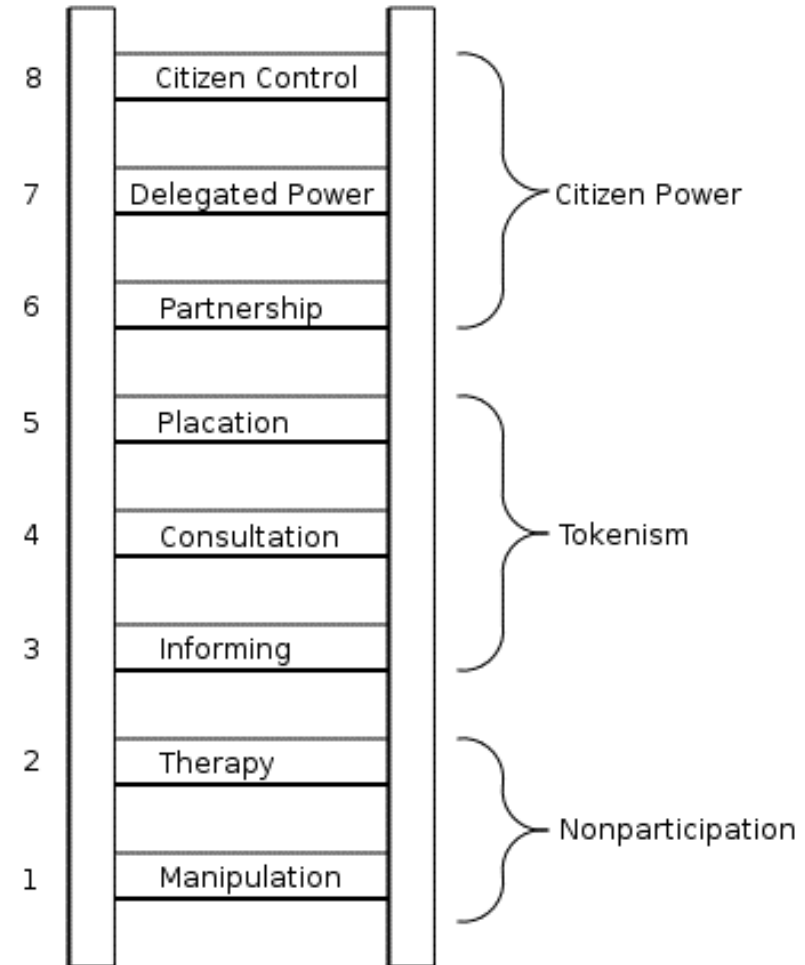 8 Citizen Control
7 Delegated Power
Citizen Power
6 Partnership
5 Placation
4 Consultation
Tokenism
3 Informing
2 Therapy
Nonparticipation
1 Manipulation